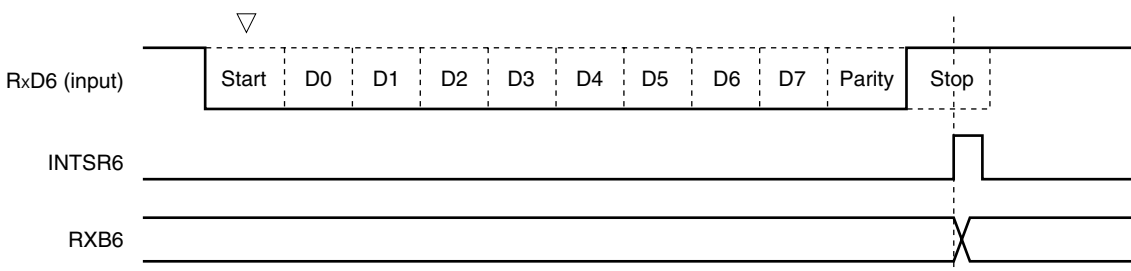 RxD6 (input) Start D0 D1 D2 D3 D4 D5 D6 D7 Parity Stop
INTSR6
RXB6